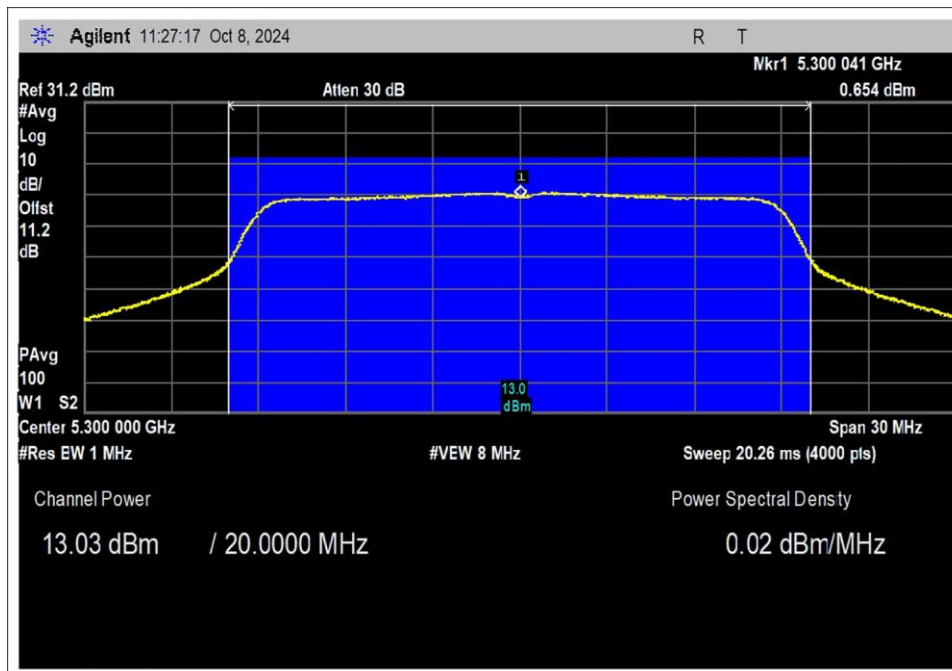 Agilent 11:27:17 Oct 8, 2024 R T
Mkr1 5.300 041 GHz
Ref 31.2 dBm Atten 30 dB 0.654 dBm
#Avg
Log
10
dB/
Offst
11.2
dB
1
PAvg
100
W1 S2
13.0
dBm
Center 5.300 000 GHz Span 30 MHz
#Res BW 1 MHz #VBW 8 MHz Sweep 20.26 ms (4000 pts)
Channel Power Power Spectral Density
13.03 dBm / 20.0000 MHz 0.02 dBm/MHz